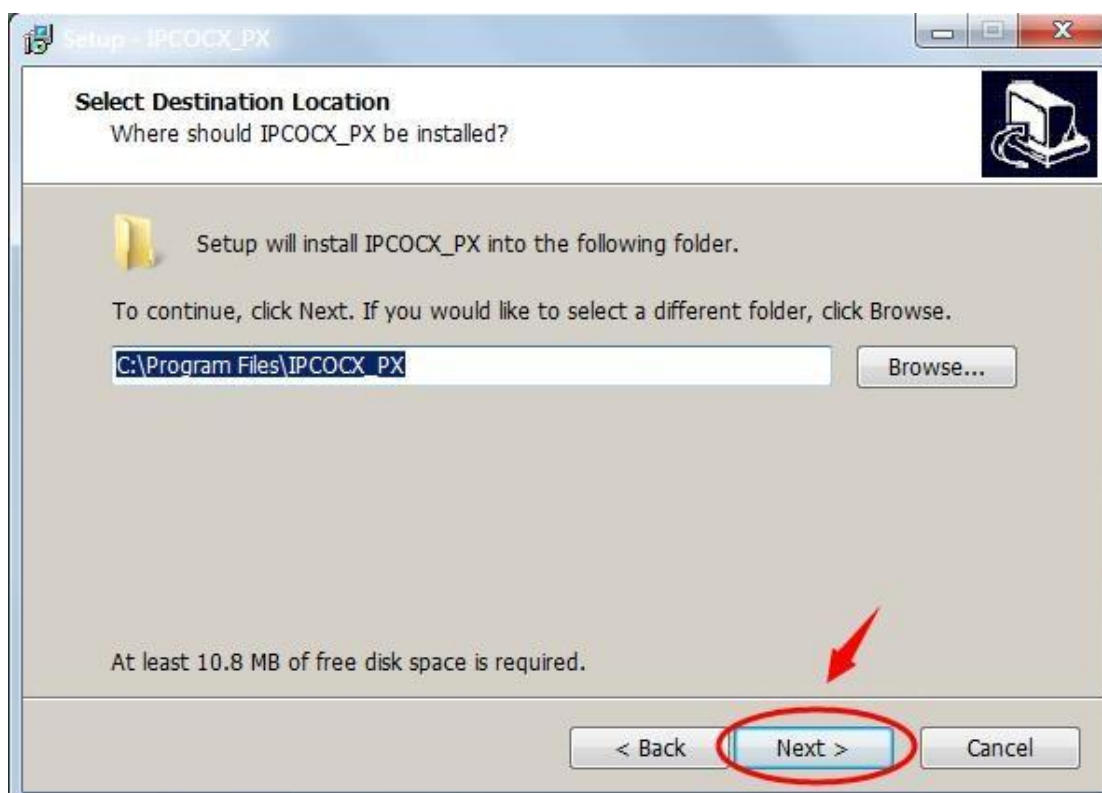 Setup - IPCOCX_PX
Select Destination Location
Where should IPCOCX_PX be installed?
Setup will install IPCOCX_PX into the following folder.
To continue, click Next. If you would like to select a different folder, click Browse.
C:\Program Files\IPCOCX_PX
Browse...
At least 10.8 MB of free disk space is required.
< Back
Next >
Cancel